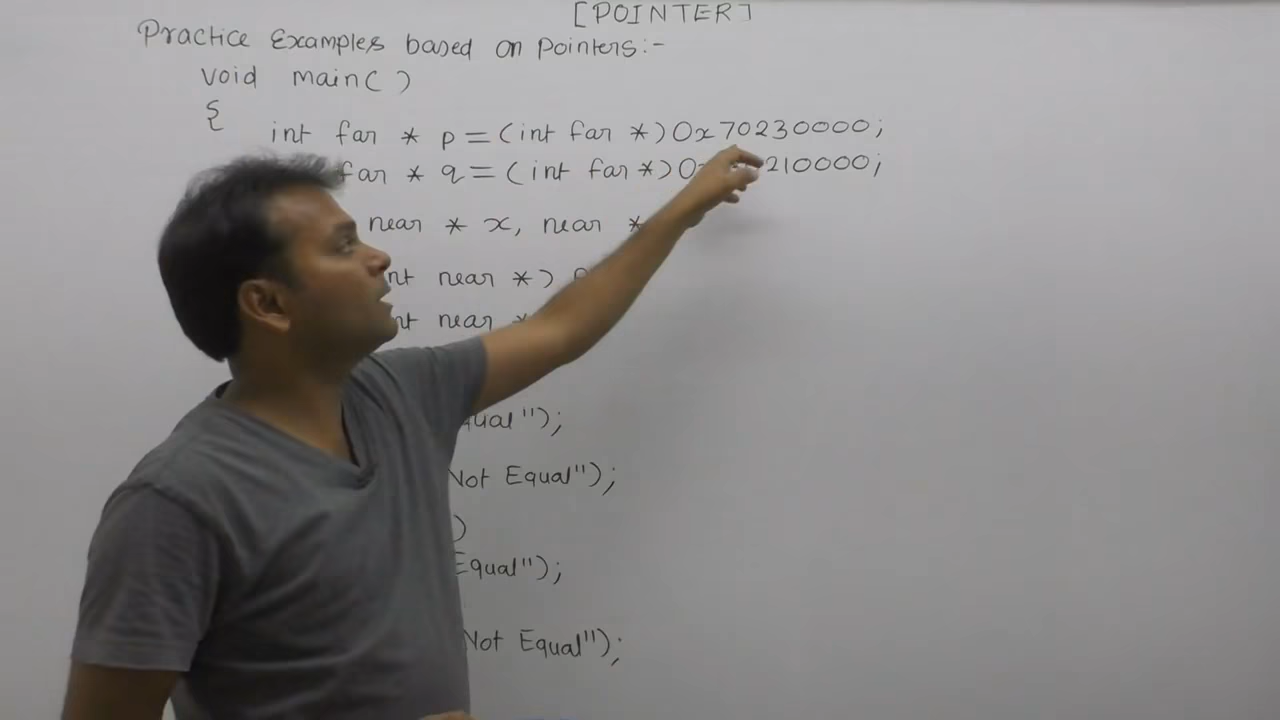 [POINTER]
Practice Examples based on Pointers:-
void main( )
{
int far * p = (int far *) 0x70230000;
far * q = (int far *) 0 210000;
near * x, near *
nt near *)
nt near *
qual");
Not Equal");
)
Equal");
Not Equal");